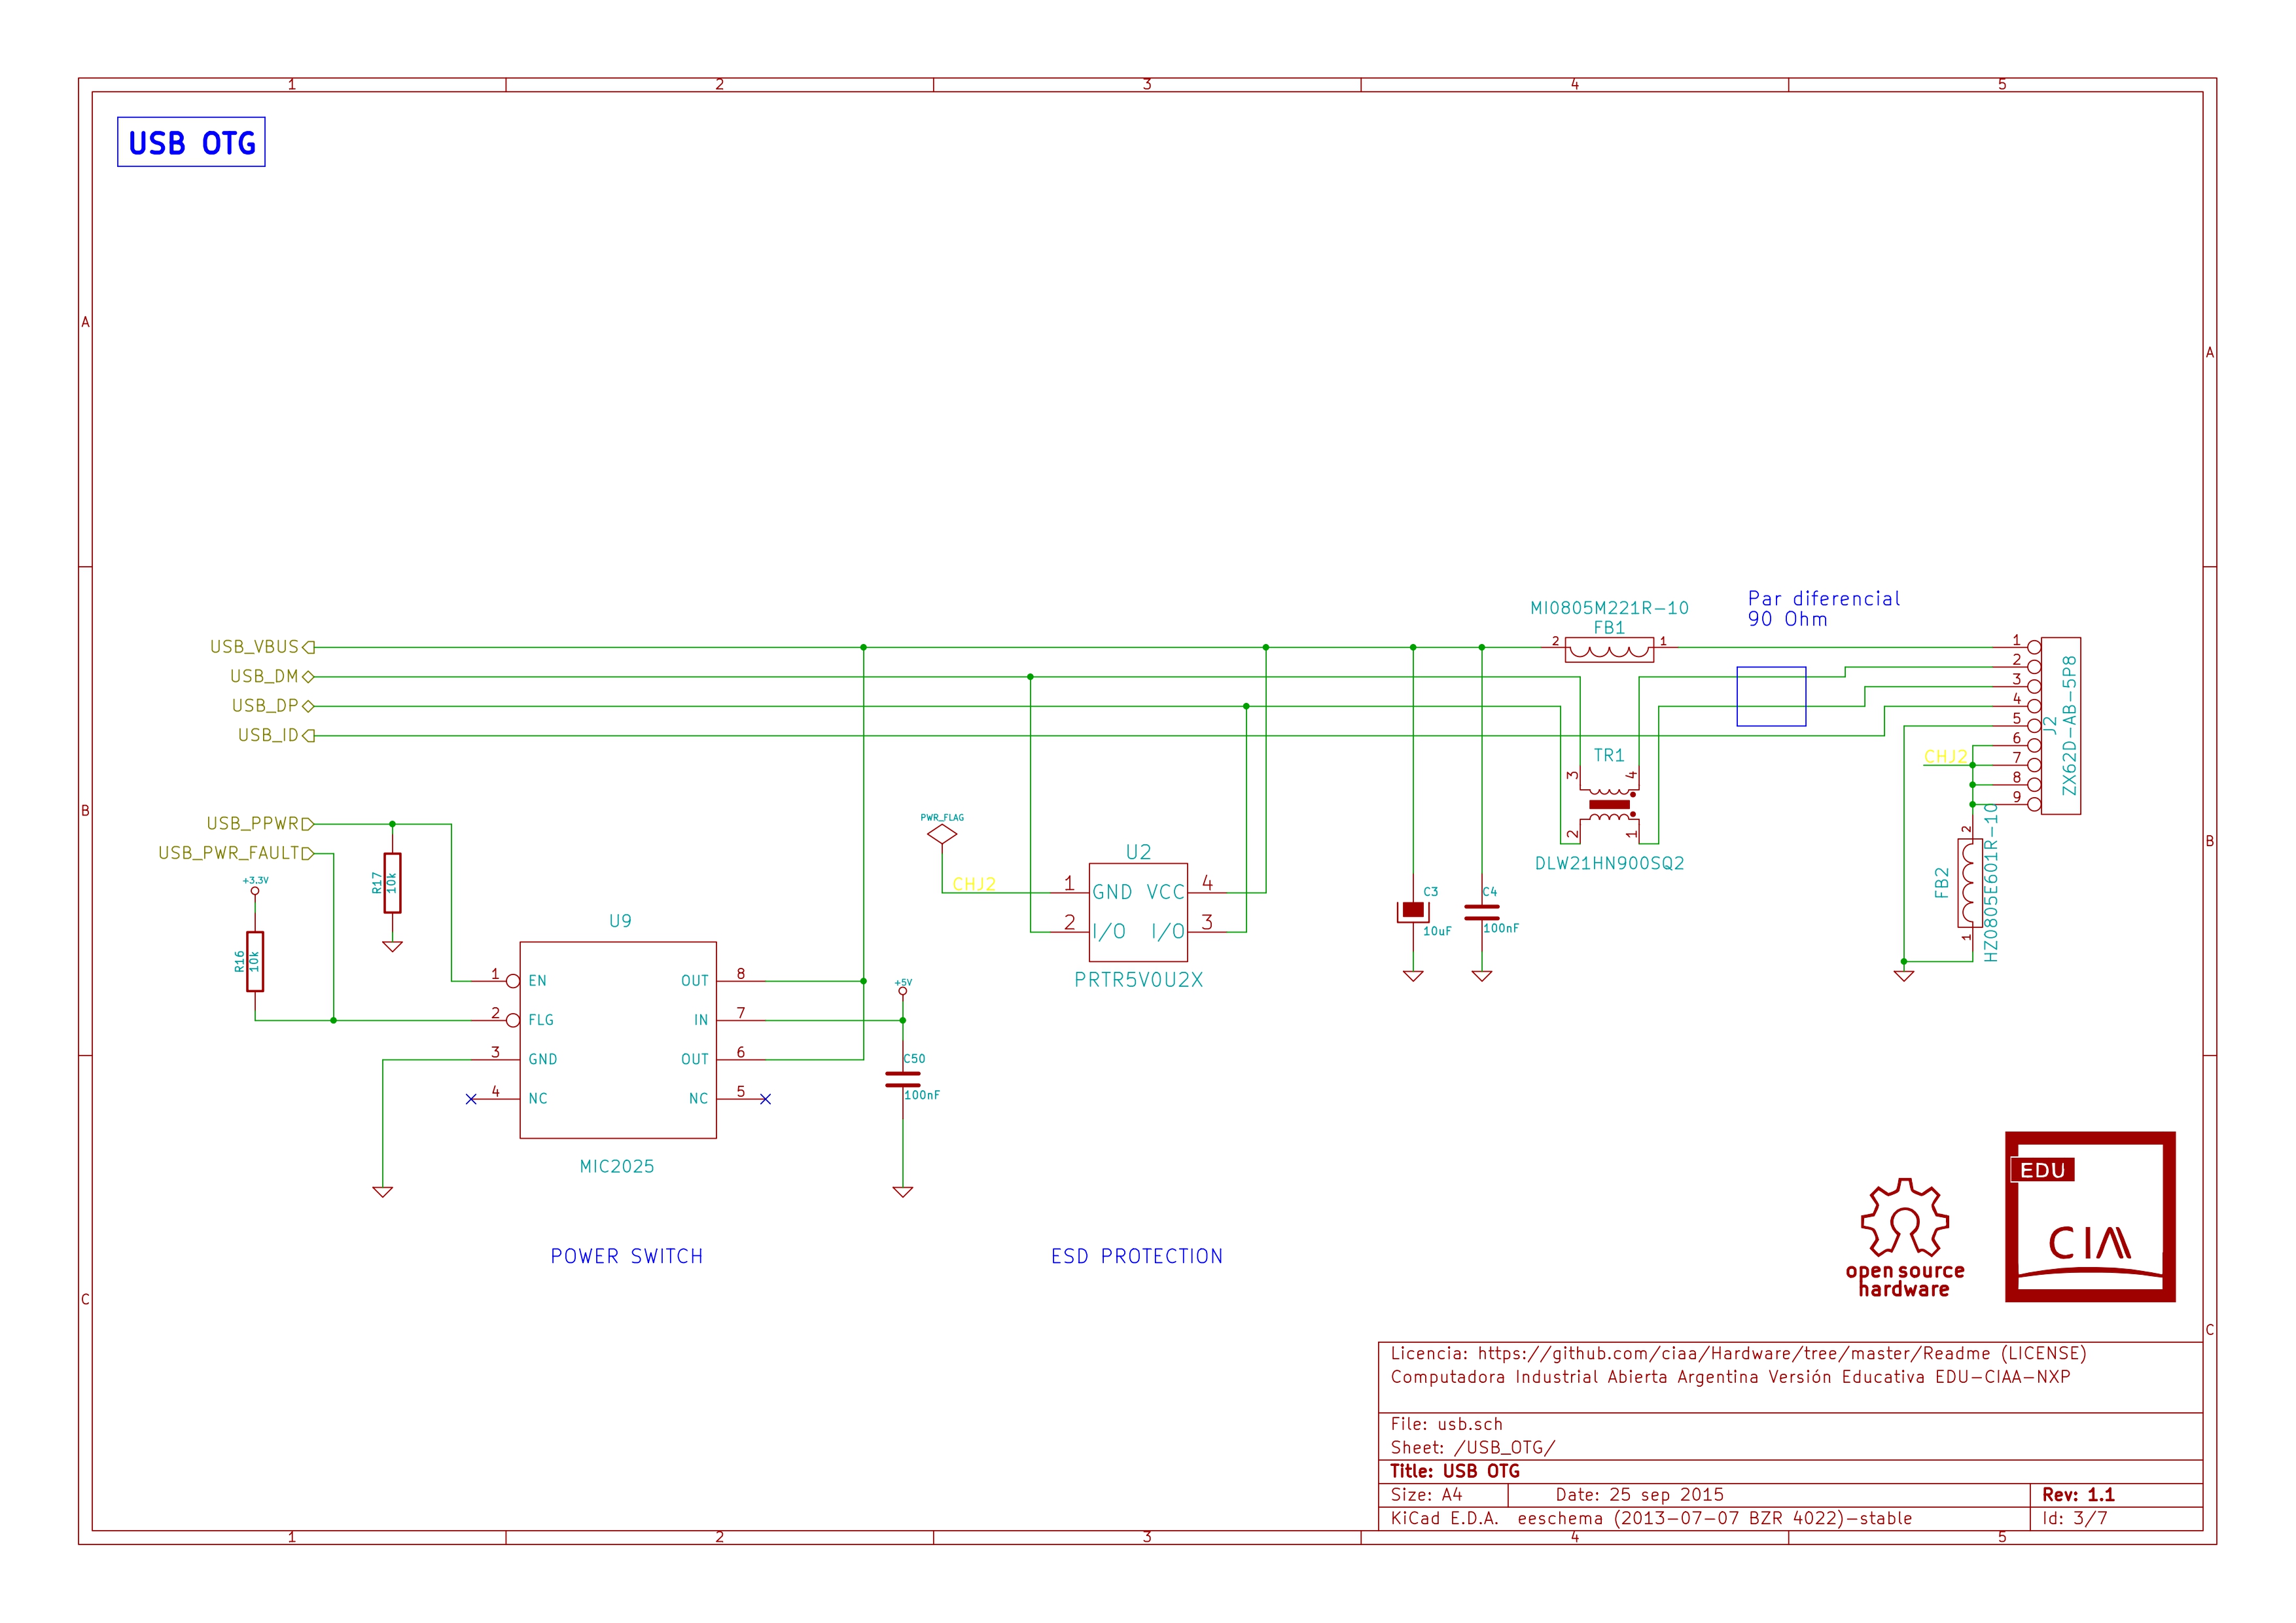 1 2 3 4 5
USB OTG
A
A
Par diferencial
90 Ohm
MI0805M221R-10
FB1
2 1
USB_VBUS
USB_DM
USB_DP
USB_ID
1
2
3
4
5
6
7
8
9
J2
ZX62D-AB-5P8
CHJ2
TR1
3 4
2 1
DLW21HN900SQ2
B
B
USB_PPWR
USB_PWR_FAULT
+3.3V
R17
10k
R16
10k
PWR_FLAG
CHJ2
U2
1 GND VCC 4
2 I/O I/O 3
PRTR5V0U2X
C3
10uF
C4
100nF
2
FB2
HZ0805E601R-10
1
U9
1 EN OUT 8
2 FLG IN 7
3 GND OUT 6
4 NC NC 5
MIC2025
+5V
C50
100nF
POWER SWITCH
ESD PROTECTION
EDU
CIAA
open source
hardware
C
C
Licencia: https://github.com/ciaa/Hardware/tree/master/Readme (LICENSE)
Computadora Industrial Abierta Argentina Versión Educativa EDU-CIAA-NXP
File: usb.sch
Sheet: /USB_OTG/
Title: USB OTG
Size: A4 Date: 25 sep 2015 Rev: 1.1
KiCad E.D.A. eeschema (2013-07-07 BZR 4022)-stable Id: 3/7
1 2 3 4 5